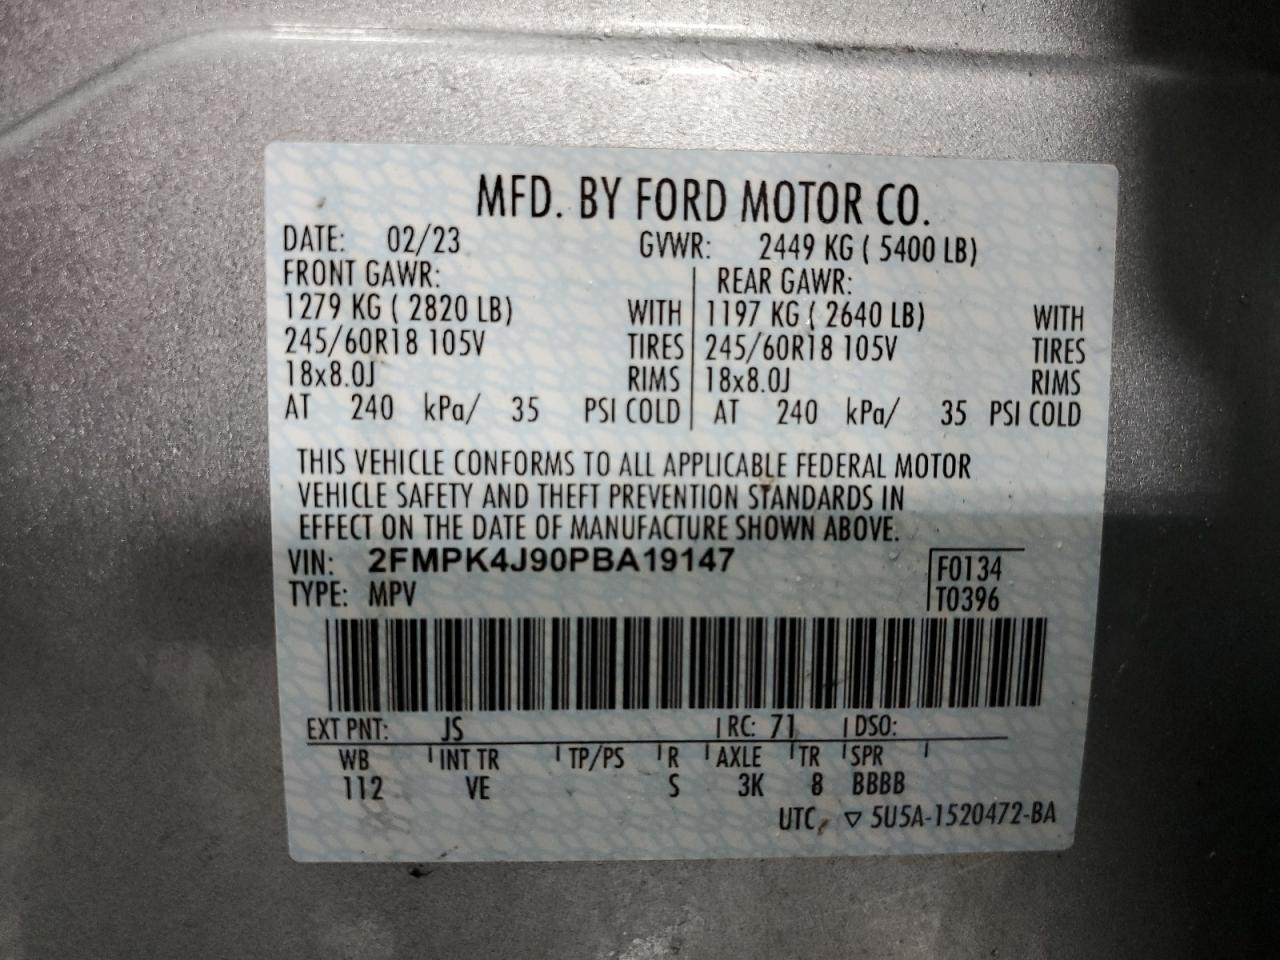 MFD. BY FORD MOTOR CO.
DATE: 02/23 GVWR: 2449 KG ( 5400 LB)
FRONT GAWR: REAR GAWR:
1279 KG ( 2820 LB) WITH 1197 KG ( 2640 LB) WITH
245/60R18 105V TIRES 245/60R18 105V TIRES
18x8.0J RIMS 18x8.0J RIMS
AT 240 kPa/ 35 PSI COLD AT 240 kPa/ 35 PSI COLD
THIS VEHICLE CONFORMS TO ALL APPLICABLE FEDERAL MOTOR
VEHICLE SAFETY AND THEFT PREVENTION STANDARDS IN
EFFECT ON THE DATE OF MANUFACTURE SHOWN ABOVE.
VIN: 2FMPK4J90PBA19147 F0134
TYPE: MPV T0396
EXT PNT: JS RC: 71 DSO:
WB INT TR TP/PS R AXLE TR SPR
112 VE S 3K 8 BBBB
UTC ▽ 5U5A-1520472-BA